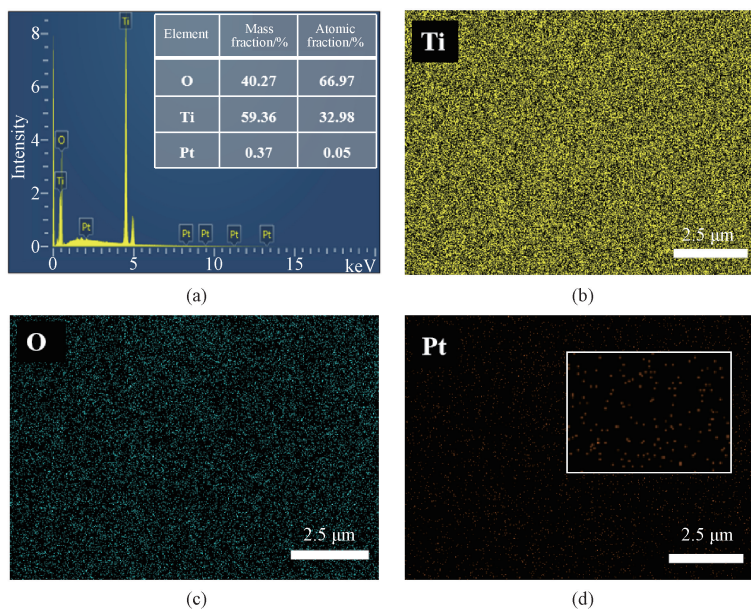 8
6
4
2
0
Intensity
Ti
O
Ti
Pt
Pt
Pt
Pt
Pt
0
5
10
15
keV
Element Mass fraction/% Atomic fraction/%
O 40.27 66.97
Ti 59.36 32.98
Pt 0.37 0.05
(a)
Ti
2.5 μm
(b)
O
2.5 μm
(c)
Pt
2.5 μm
(d)